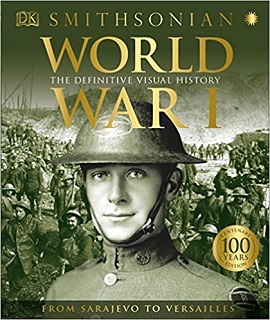 DK SMITHSONIAN
WORLD
THE DEFINITIVE VISUAL HISTORY
WAR I
CENTENARY
100
YEARS
EDITION
FROM SARAJEVO TO VERSAILLES